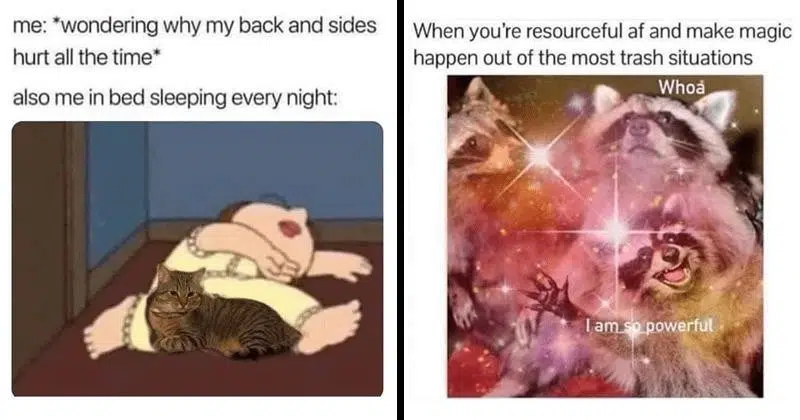 me: *wondering why my back and sides
hurt all the time*
also me in bed sleeping every night:
When you're resourceful af and make magic
happen out of the most trash situations
Whoa
I am so powerful